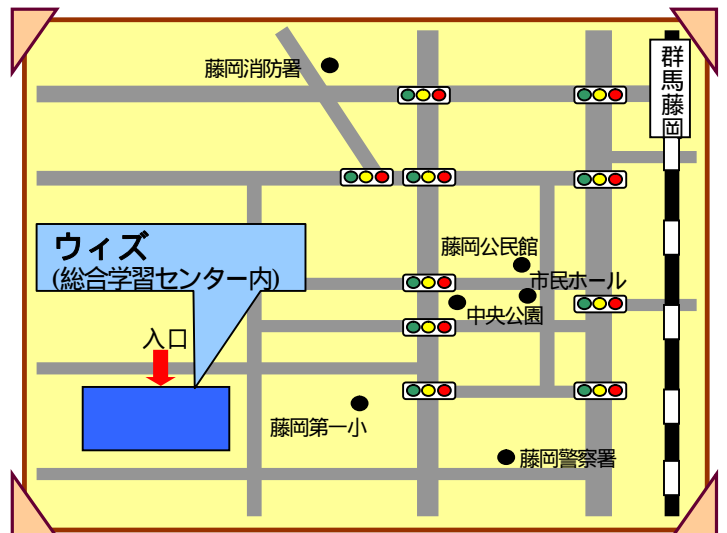 藤岡消防署
群馬藤岡
ウィズ
(総合学習センター内)
藤岡公民館
市民ホール
中央公園
入口
藤岡第一小
藤岡警察署